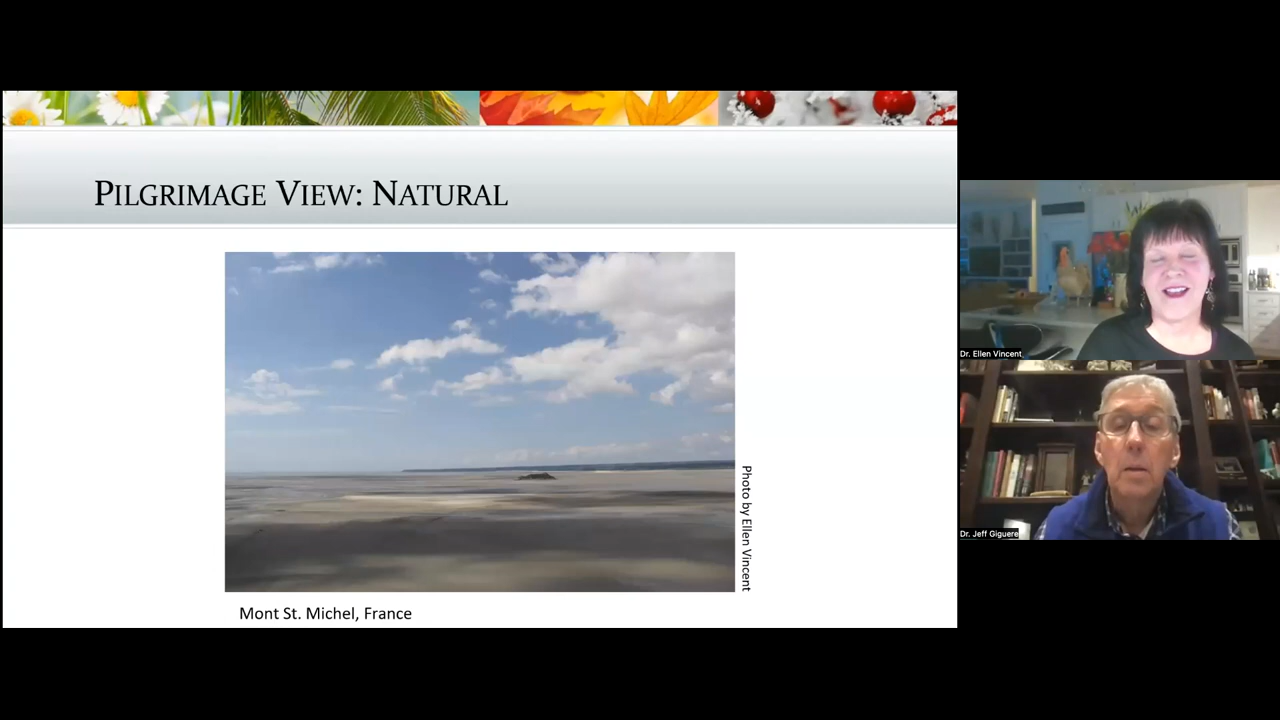 PILGRIMAGE VIEW: NATURAL
Photo by Ellen Vincent
Mont St. Michel, France
Dr. Ellen Vincent
Dr. Jeff Giguere